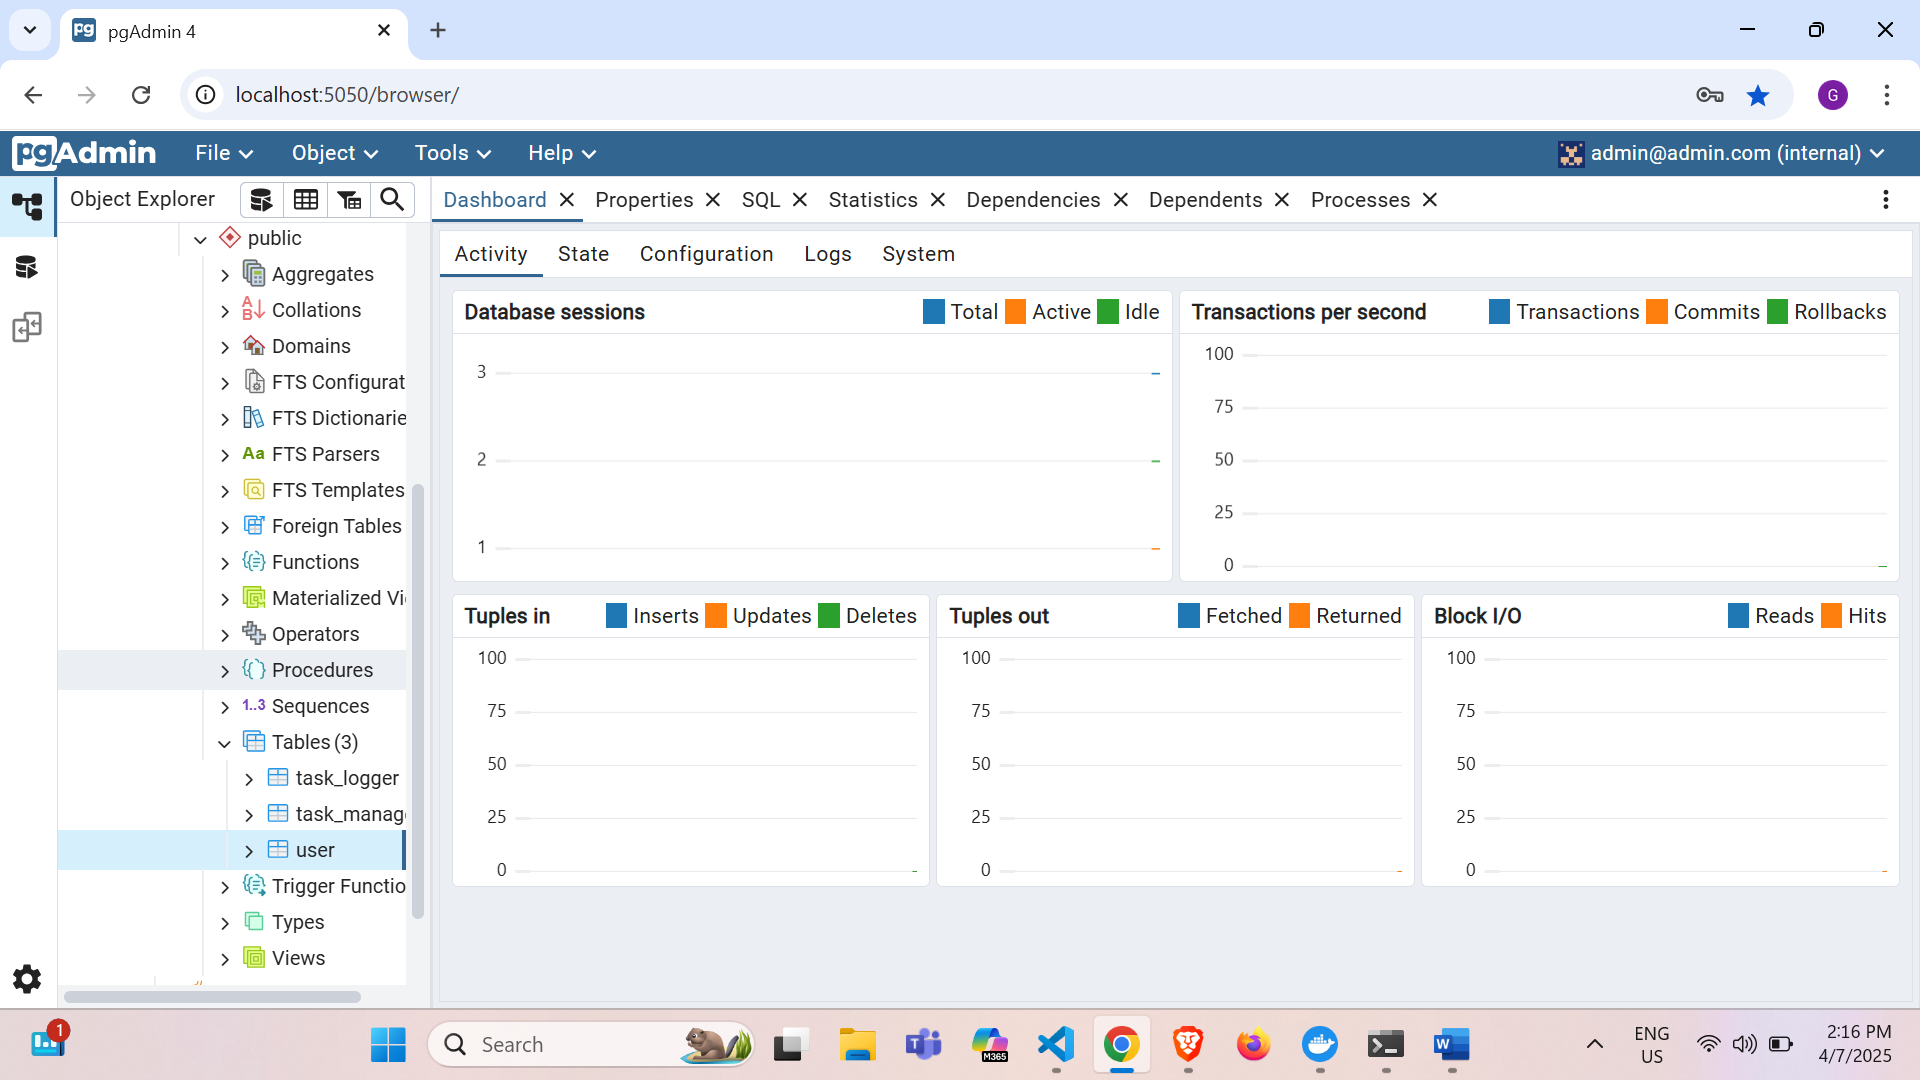 pgAdmin 4
localhost:5050/browser/
G
pgAdmin File Object Tools Help admin@admin.com (internal)
Object Explorer
Dashboard Properties SQL Statistics Dependencies Dependents Processes
public
Aggregates
Collations
Domains
FTS Configurat
FTS Dictionarie
Aa FTS Parsers
FTS Templates
Foreign Tables
Functions
Materialized Vi
Operators
Procedures
1..3 Sequences
Tables (3)
task_logger
task_manag
user
Trigger Functio
Types
Views
Activity State Configuration Logs System
Database sessions Total Active Idle
3
2
1
Transactions per second Transactions Commits Rollbacks
100
75
50
25
0
Tuples in Inserts Updates Deletes
100
75
50
25
0
Tuples out Fetched Returned
100
75
50
25
0
Block I/O Reads Hits
100
75
50
25
0
1
Search
M365
ENG
US
2:16 PM
4/7/2025